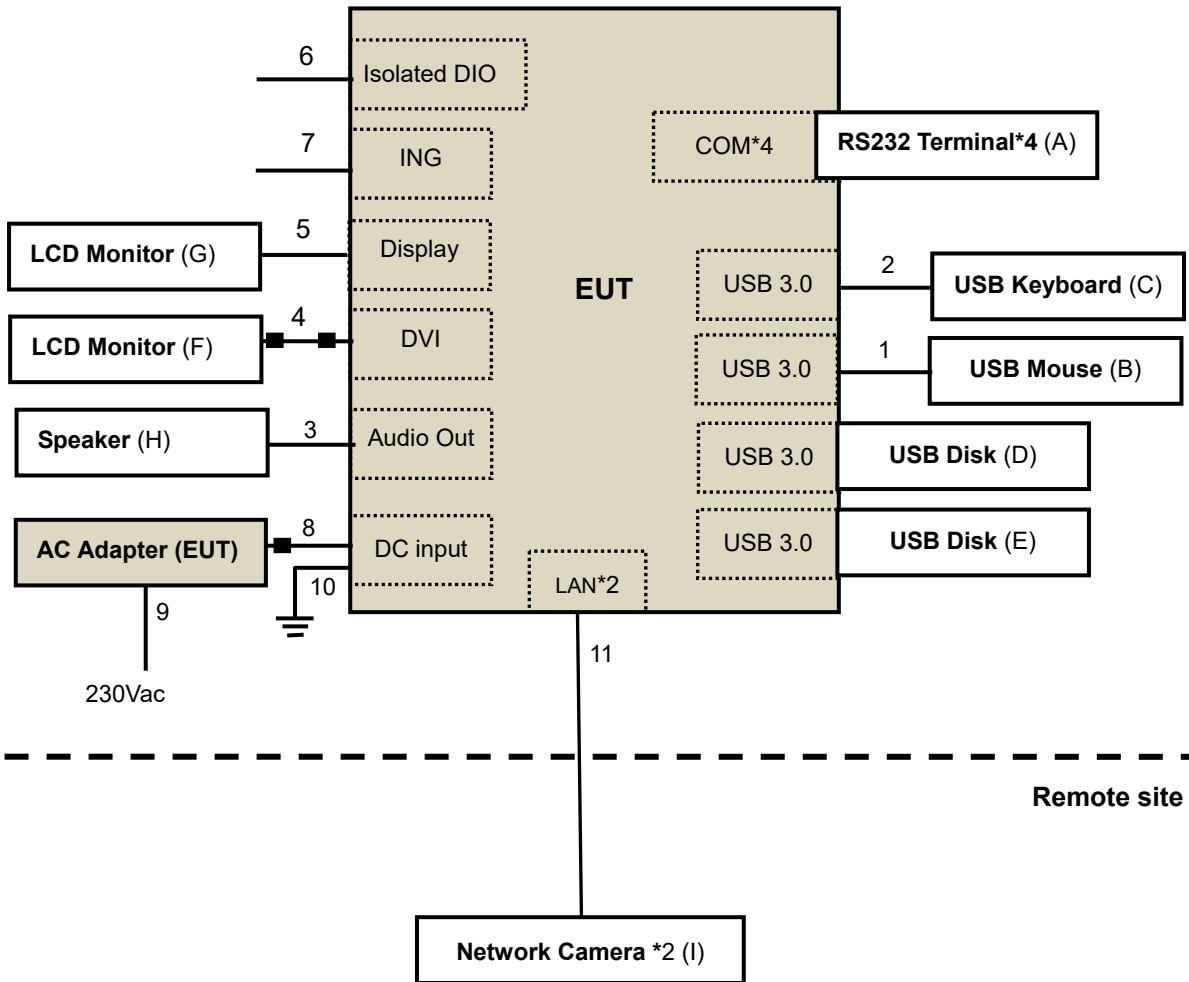 6
Isolated DIO
7
ING
COM*4
RS232 Terminal*4 (A)
LCD Monitor (G)
5
Display
EUT
USB 3.0
2
USB Keyboard (C)
LCD Monitor (F)
4
DVI
USB 3.0
1
USB Mouse (B)
Speaker (H)
3
Audio Out
USB 3.0
USB Disk (D)
AC Adapter (EUT)
8
DC input
10
USB 3.0
USB Disk (E)
LAN*2
9
11
230Vac
Remote site
Network Camera *2 (I)